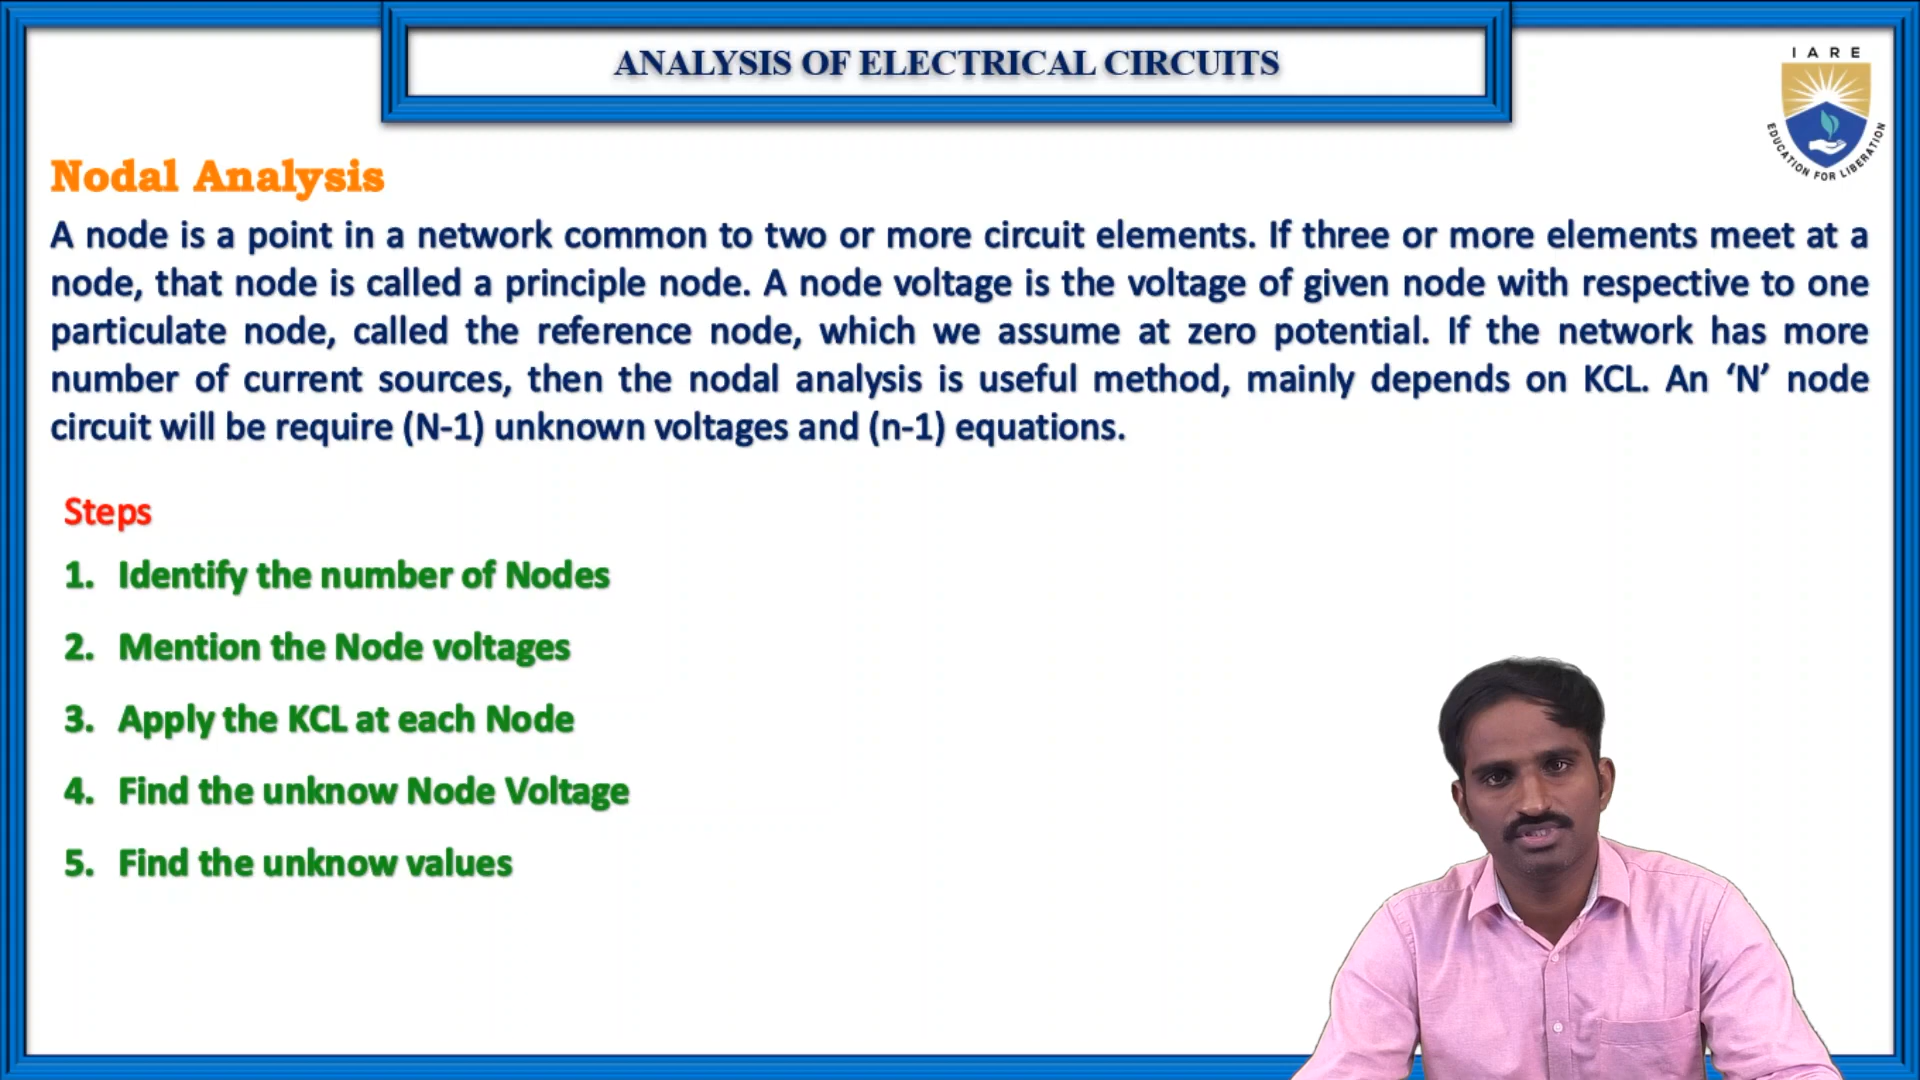 ANALYSIS OF ELECTRICAL CIRCUITS
IARE
EDUCATION FOR LIBERATION
Nodal Analysis
A node is a point in a network common to two or more circuit elements. If three or more elements meet at a
node, that node is called a principle node. A node voltage is the voltage of given node with respective to one
particulate node, called the reference node, which we assume at zero potential. If the network has more
number of current sources, then the nodal analysis is useful method, mainly depends on KCL. An ‘N’ node
circuit will be require (N-1) unknown voltages and (n-1) equations.
Steps
1. Identify the number of Nodes
2. Mention the Node voltages
3. Apply the KCL at each Node
4. Find the unknow Node Voltage
5. Find the unknow values